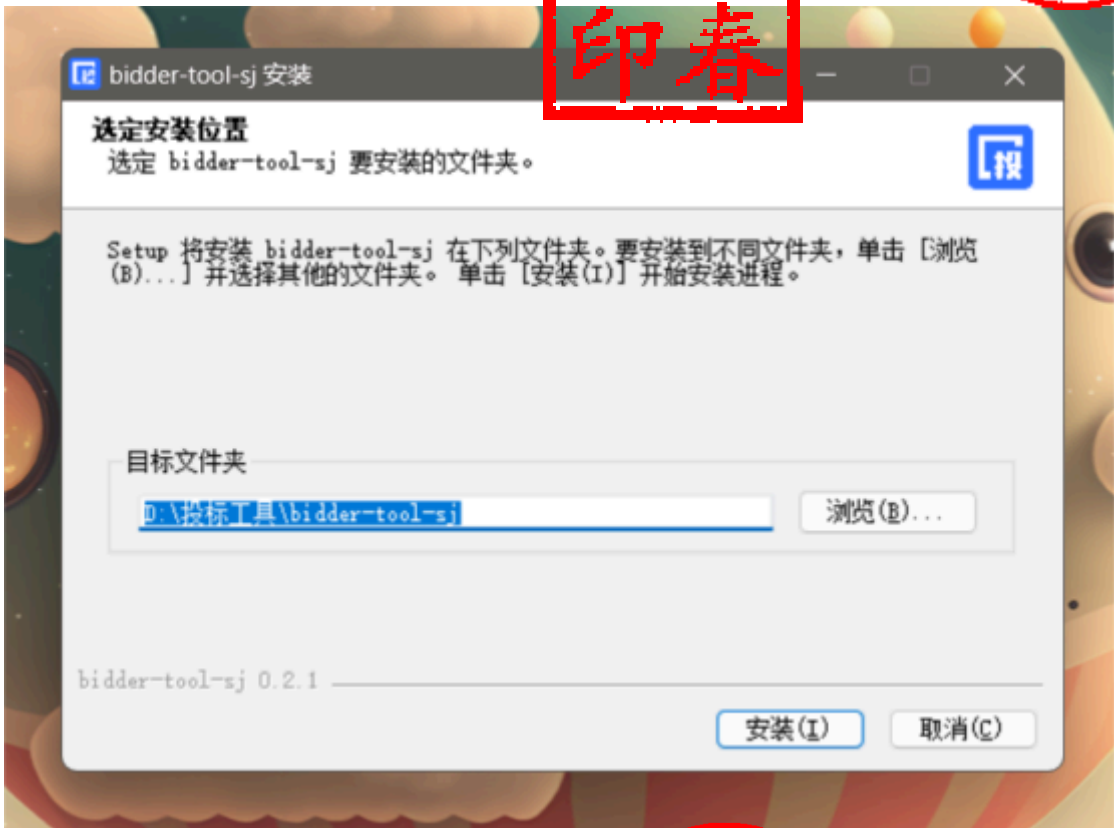 印春
bidder-tool-sj 安装
选定安装位置
选定 bidder-tool-sj 要安装的文件夹。
投
Setup 将安装 bidder-tool-sj 在下列文件夹。要安装到不同文件夹，单击 [浏览
(B)...] 并选择其他的文件夹。 单击 [安装(I)] 开始安装进程。
目标文件夹
D:\投标工具\bidder-tool-sj
浏览(B)...
bidder-tool-sj 0.2.1
安装(I)
取消(C)